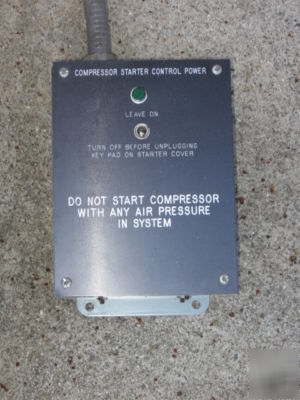 COMPRESSOR STARTER CONTROL POWER
LEAVE ON
TURN OFF BEFORE UNPLUGGING
KEY PAD ON STARTER COVER
DO NOT START COMPRESSOR
WITH ANY AIR PRESSURE
IN SYSTEM